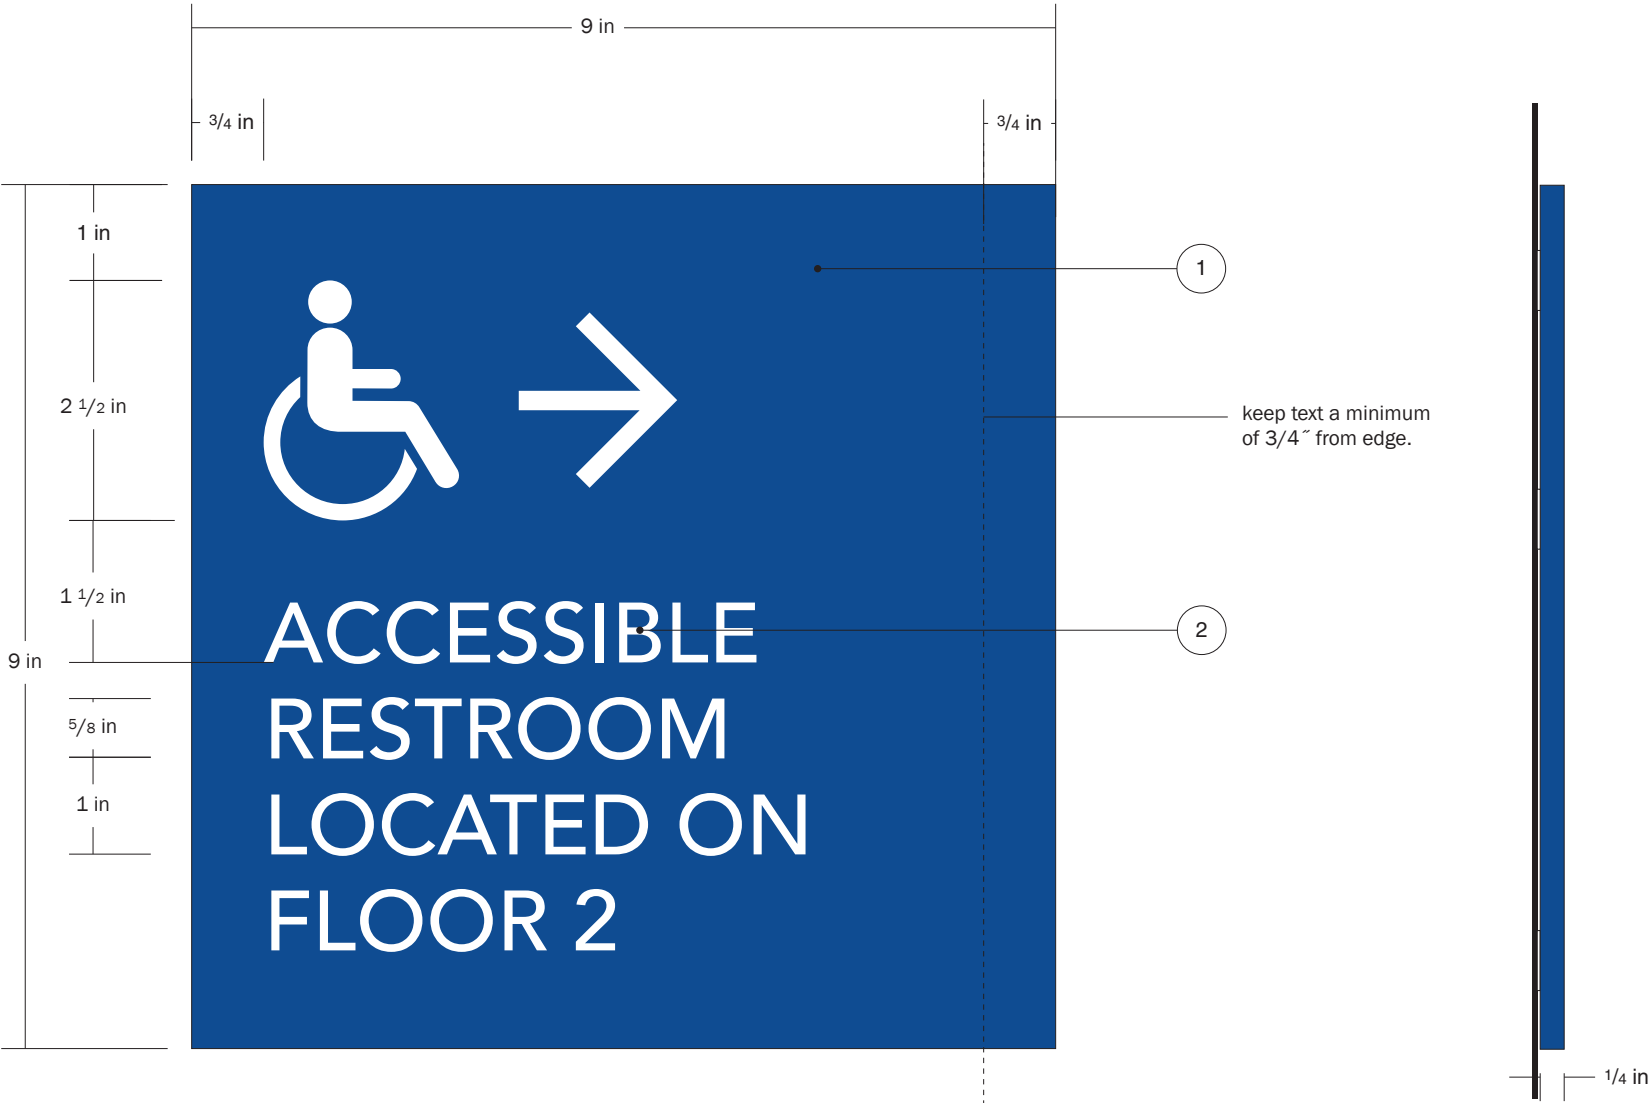 9 in
3/4 in
3/4 in
1 in
1
2 1/2 in
keep text a minimum
of 3/4˝ from edge.
1 1/2 in
ACCESSIBLE
2
9 in
5/8 in
RESTROOM
1 in
LOCATED ON
FLOOR 2
1/4 in